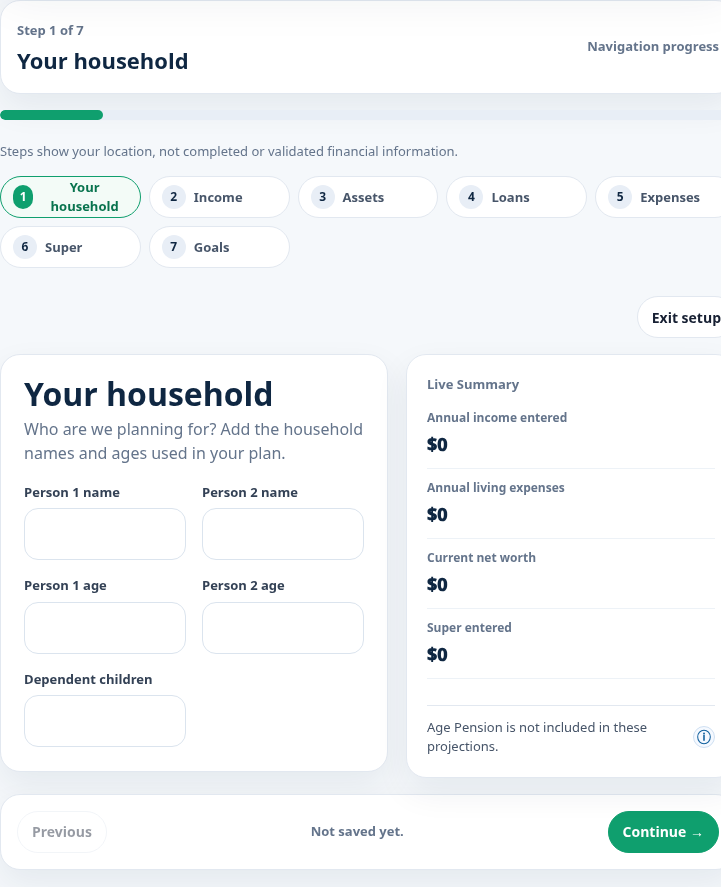 Step 1 of 7
Your household
Navigation progress
Steps show your location, not completed or validated financial information.
1 Your household
2 Income
3 Assets
4 Loans
5 Expenses
6 Super
7 Goals
Exit setup
Your household
Who are we planning for? Add the household
names and ages used in your plan.
Person 1 name
Person 2 name
Person 1 age
Person 2 age
Dependent children
Live Summary
Annual income entered
$0
Annual living expenses
$0
Current net worth
$0
Super entered
$0
Age Pension is not included in these
projections.
Previous
Not saved yet.
Continue →